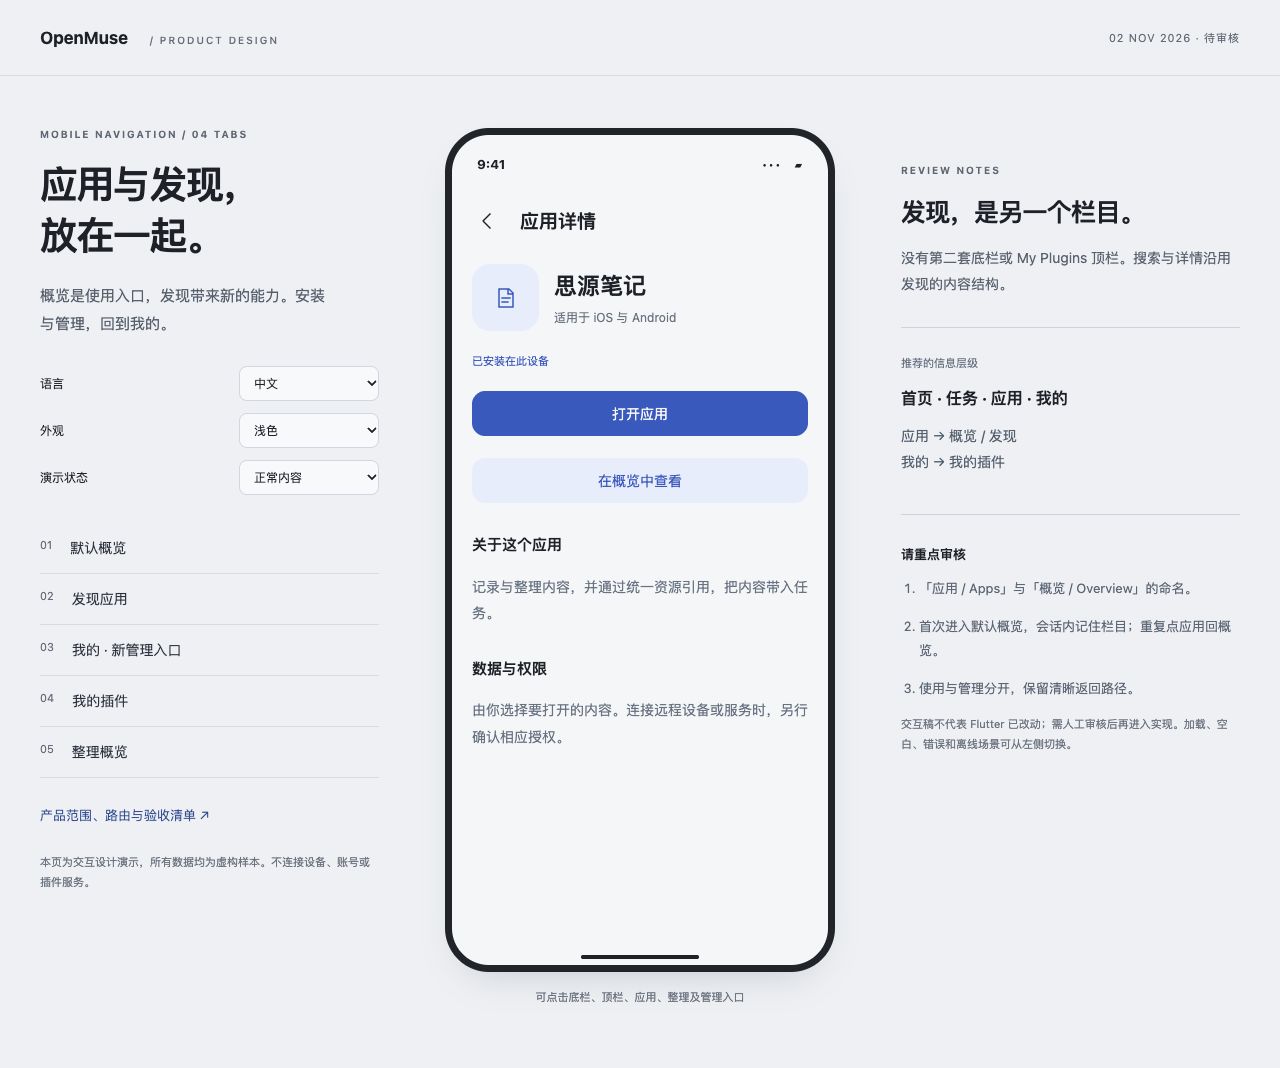 OpenMuse / PRODUCT DESIGN
02 NOV 2026 · 待审核
MOBILE NAVIGATION / 04 TABS
应用与发现，
放在一起。
概览是使用入口，发现带来新的能力。安装
与管理，回到我的。
语言 中文
外观 浅色
演示状态 正常内容
01 默认概览
02 发现应用
03 我的 · 新管理入口
04 我的插件
05 整理概览
产品范围、路由与验收清单 ↗
本页为交互设计演示，所有数据均为虚构样本。不连接设备、账号或
插件服务。
9:41
应用详情
思源笔记
适用于 iOS 与 Android
已安装在此设备
打开应用
在概览中查看
关于这个应用
记录与整理内容，并通过统一资源引用，把内容带入任
务。
数据与权限
由你选择要打开的内容。连接远程设备或服务时，另行
确认相应授权。
可点击底栏、顶栏、应用、整理及管理入口
REVIEW NOTES
发现，是另一个栏目。
没有第二套底栏或 My Plugins 顶栏。搜索与详情沿用
发现的内容结构。
推荐的信息层级
首页 · 任务 · 应用 · 我的
应用 → 概览 / 发现
我的 → 我的插件
请重点审核
1. 「应用 / Apps」与「概览 / Overview」的命名。
2. 首次进入默认概览，会话内记住栏目；重复点应用回概
览。
3. 使用与管理分开，保留清晰返回路径。
交互稿不代表 Flutter 已改动；需人工审核后再进入实现。加载、空
白、错误和离线场景可从左侧切换。